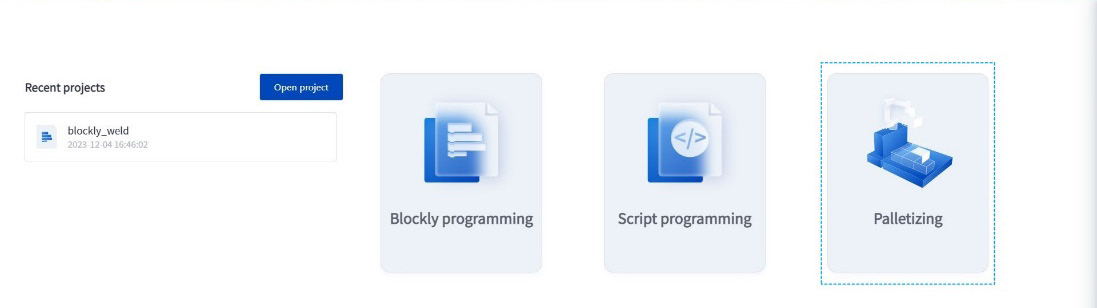 Recent projects
Open project
blockly_weld
2023-12-04 16:46:02
Blockly programming
</>
Script programming
Palletizing